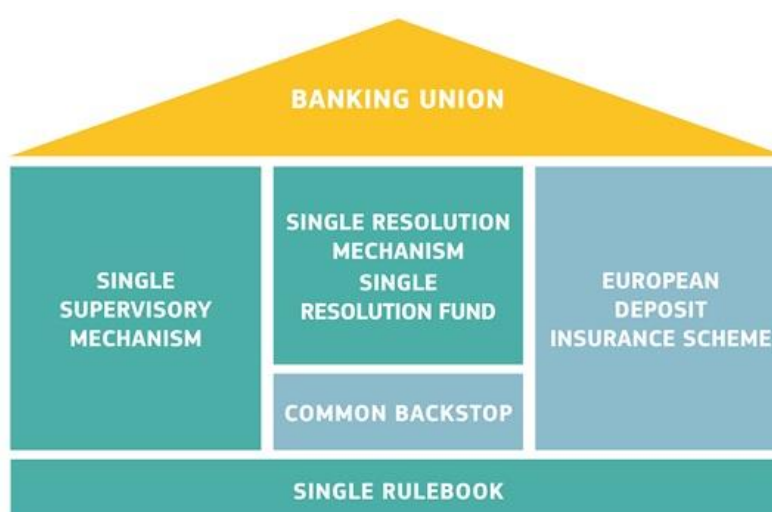 BANKING UNION
SINGLE
SUPERVISORY
MECHANISM
SINGLE RESOLUTION
MECHANISM
SINGLE
RESOLUTION FUND
COMMON BACKSTOP
EUROPEAN
DEPOSIT
INSURANCE SCHEME
SINGLE RULEBOOK